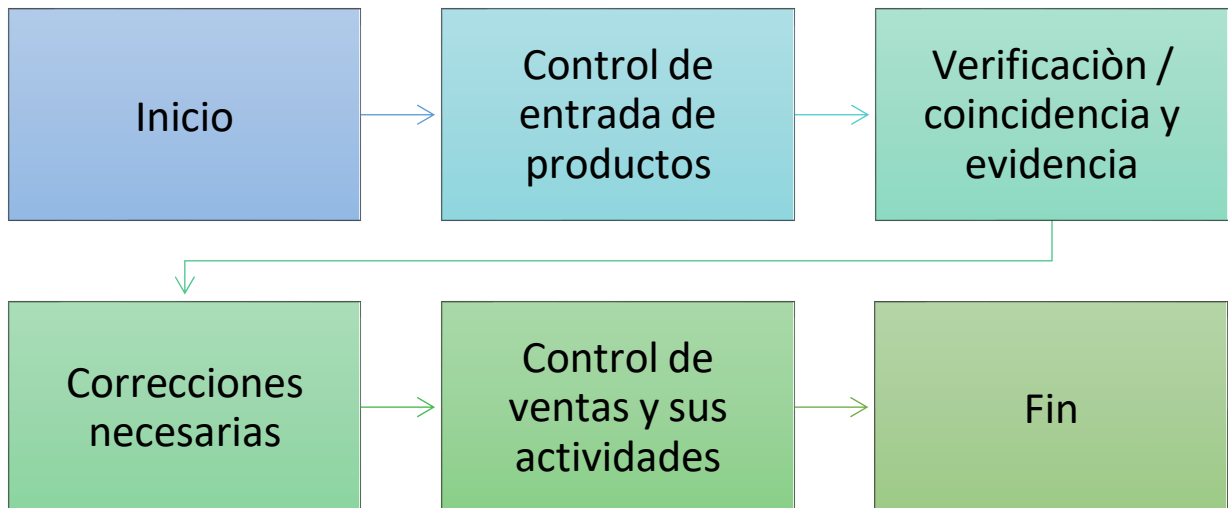 Inicio
Control de
entrada de
productos
Verificaciòn /
coincidencia y
evidencia
Correcciones
necesarias
Control de
ventas y sus
actividades
Fin